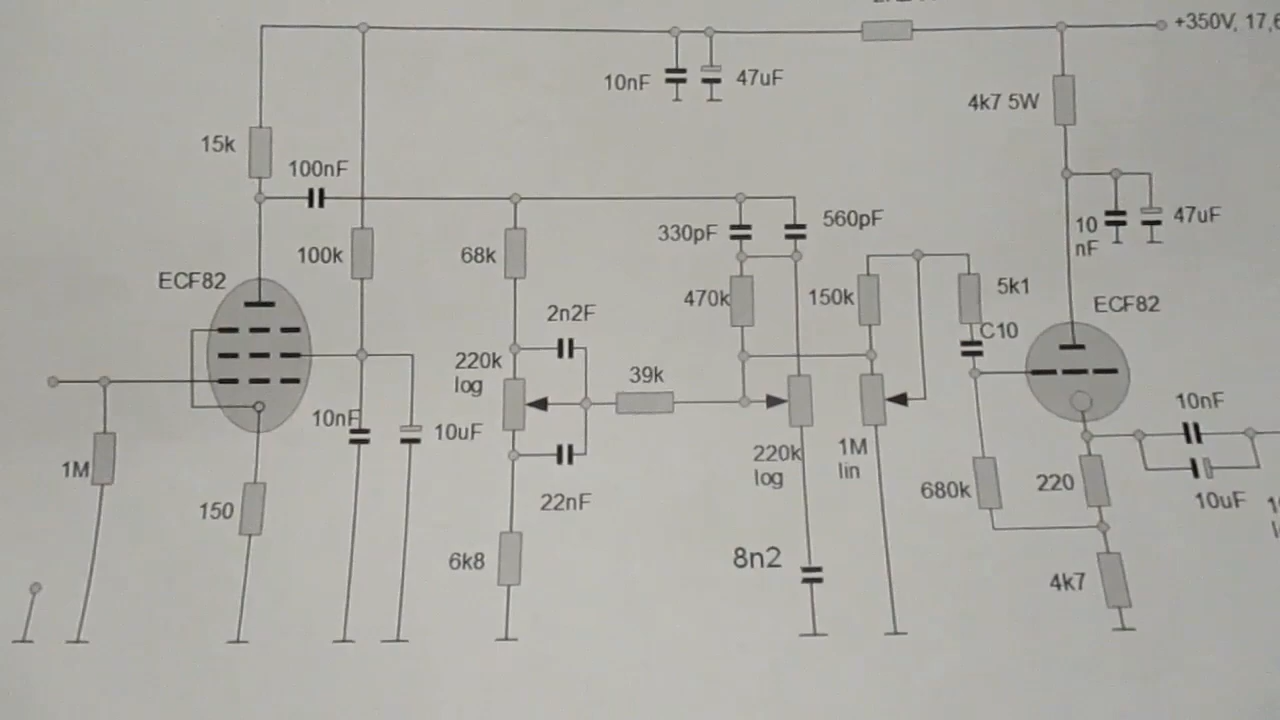 +350V, 17,6
10nF
47uF
4k7 5W
15k
100nF
10
nF
47uF
330pF
560pF
100k
68k
470k
150k
5k1
ECF82
ECF82
2n2F
C10
220k
log
39k
10nF
10uF
10nF
1M
150
22nF
220k
log
1M
lin
680k
220
10uF
6k8
8n2
4k7